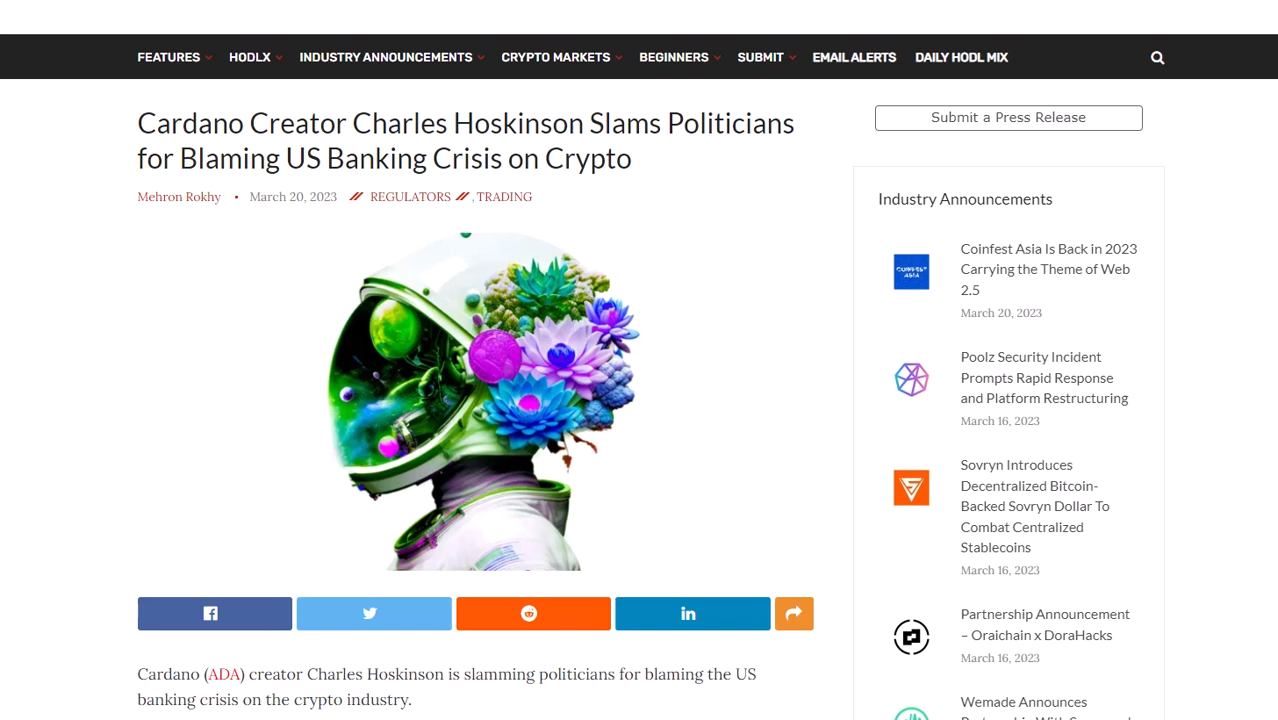 FEATURES HODLX INDUSTRY ANNOUNCEMENTS CRYPTO MARKETS BEGINNERS SUBMIT EMAIL ALERTS DAILY HODL MIX
Cardano Creator Charles Hoskinson Slams Politicians
for Blaming US Banking Crisis on Crypto
Mehron Rokhy • March 20, 2023 REGULATORS , TRADING
Cardano (ADA) creator Charles Hoskinson is slamming politicians for blaming the US
banking crisis on the crypto industry.
Submit a Press Release
Industry Announcements
COINFEST
ASIA
Coinfest Asia Is Back in 2023
Carrying the Theme of Web
2.5
March 20, 2023
Poolz Security Incident
Prompts Rapid Response
and Platform Restructuring
March 16, 2023
Sovryn Introduces
Decentralized Bitcoin-
Backed Sovryn Dollar To
Combat Centralized
Stablecoins
March 16, 2023
Partnership Announcement
– Oraichain x DoraHacks
March 16, 2023
Wemade Announces